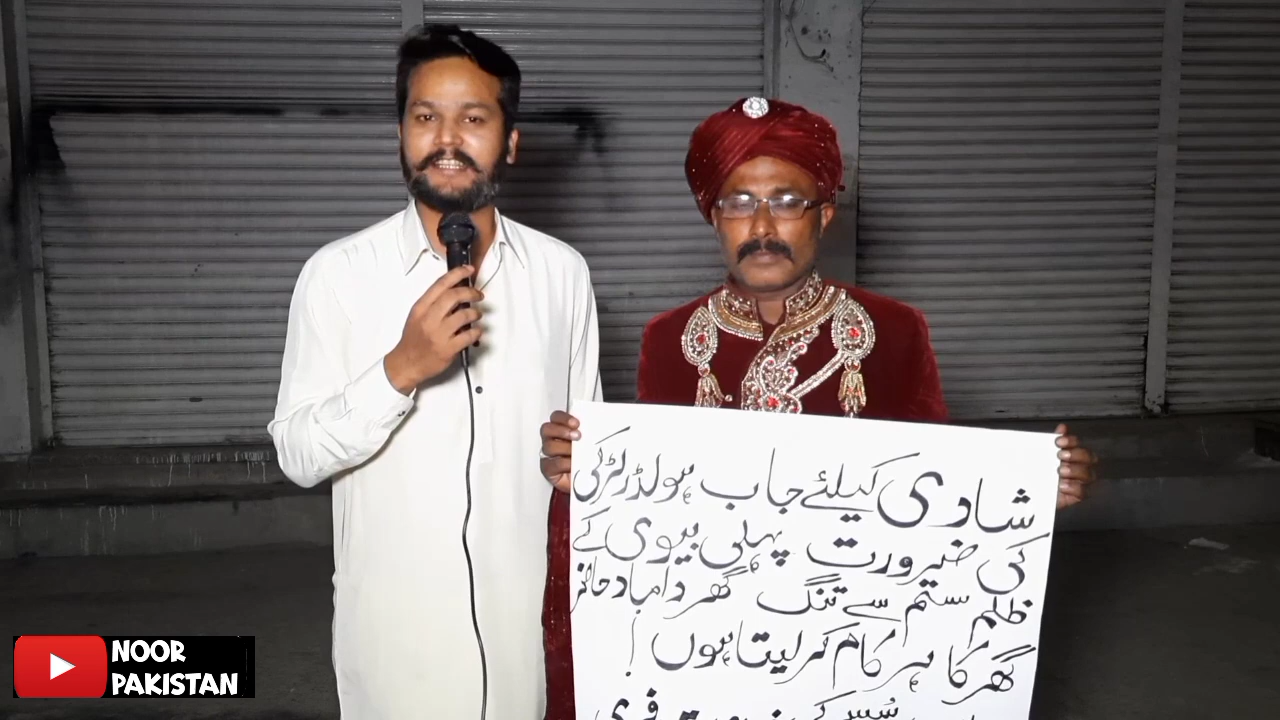 شادی کیلئے جاب ہولڈر لڑکی
کی ضرورت پہلی بیوی کے
ظلم ستم سے تنگ گھر داماد حاضر
گھر کا ہر کام کر لیتا ہوں!
NOOR
PAKISTAN